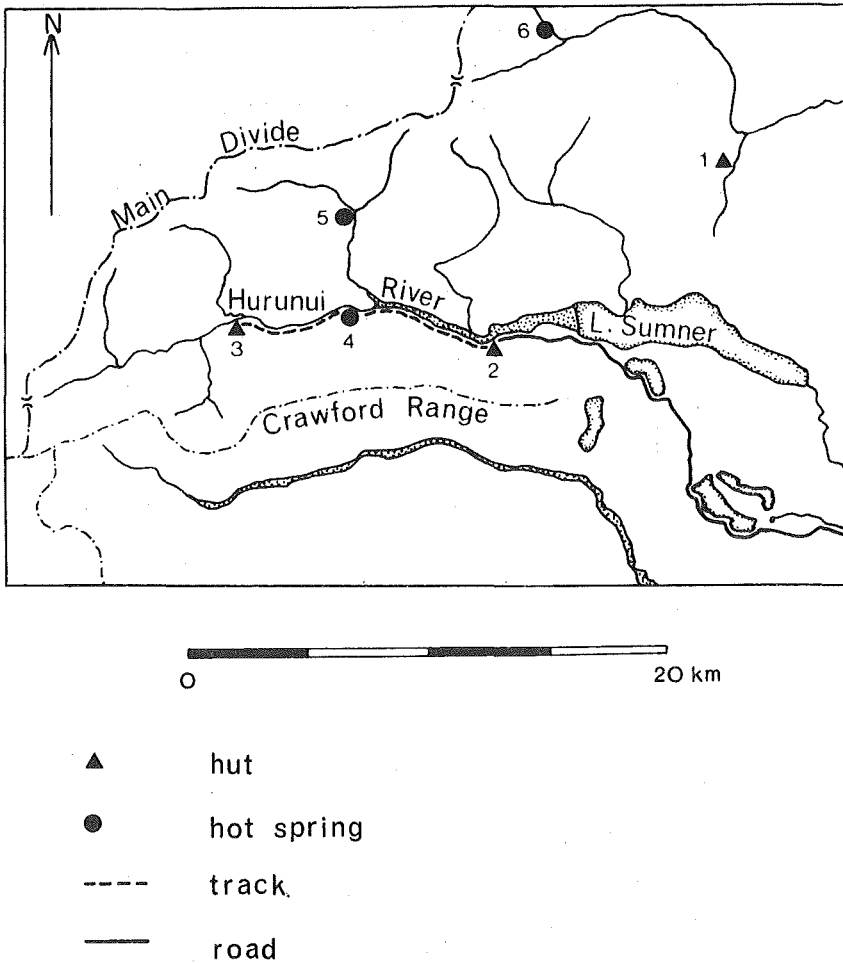 N
6
Divide
1
Main
5
River
Hurunui
L. Sumner
3
4
2
Crawford Range
0
20 km
hut
hot spring
track.
road